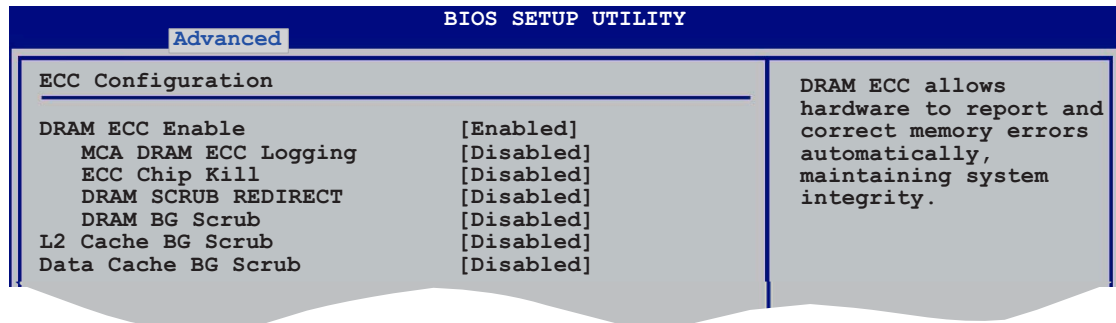 BIOS SETUP UTILITY
Advanced
ECC Configuration
DRAM ECC Enable [Enabled]
MCA DRAM ECC Logging [Disabled]
ECC Chip Kill [Disabled]
DRAM SCRUB REDIRECT [Disabled]
DRAM BG Scrub [Disabled]
L2 Cache BG Scrub [Disabled]
Data Cache BG Scrub [Disabled]
DRAM ECC allows
hardware to report and
correct memory errors
automatically,
maintaining system
integrity.